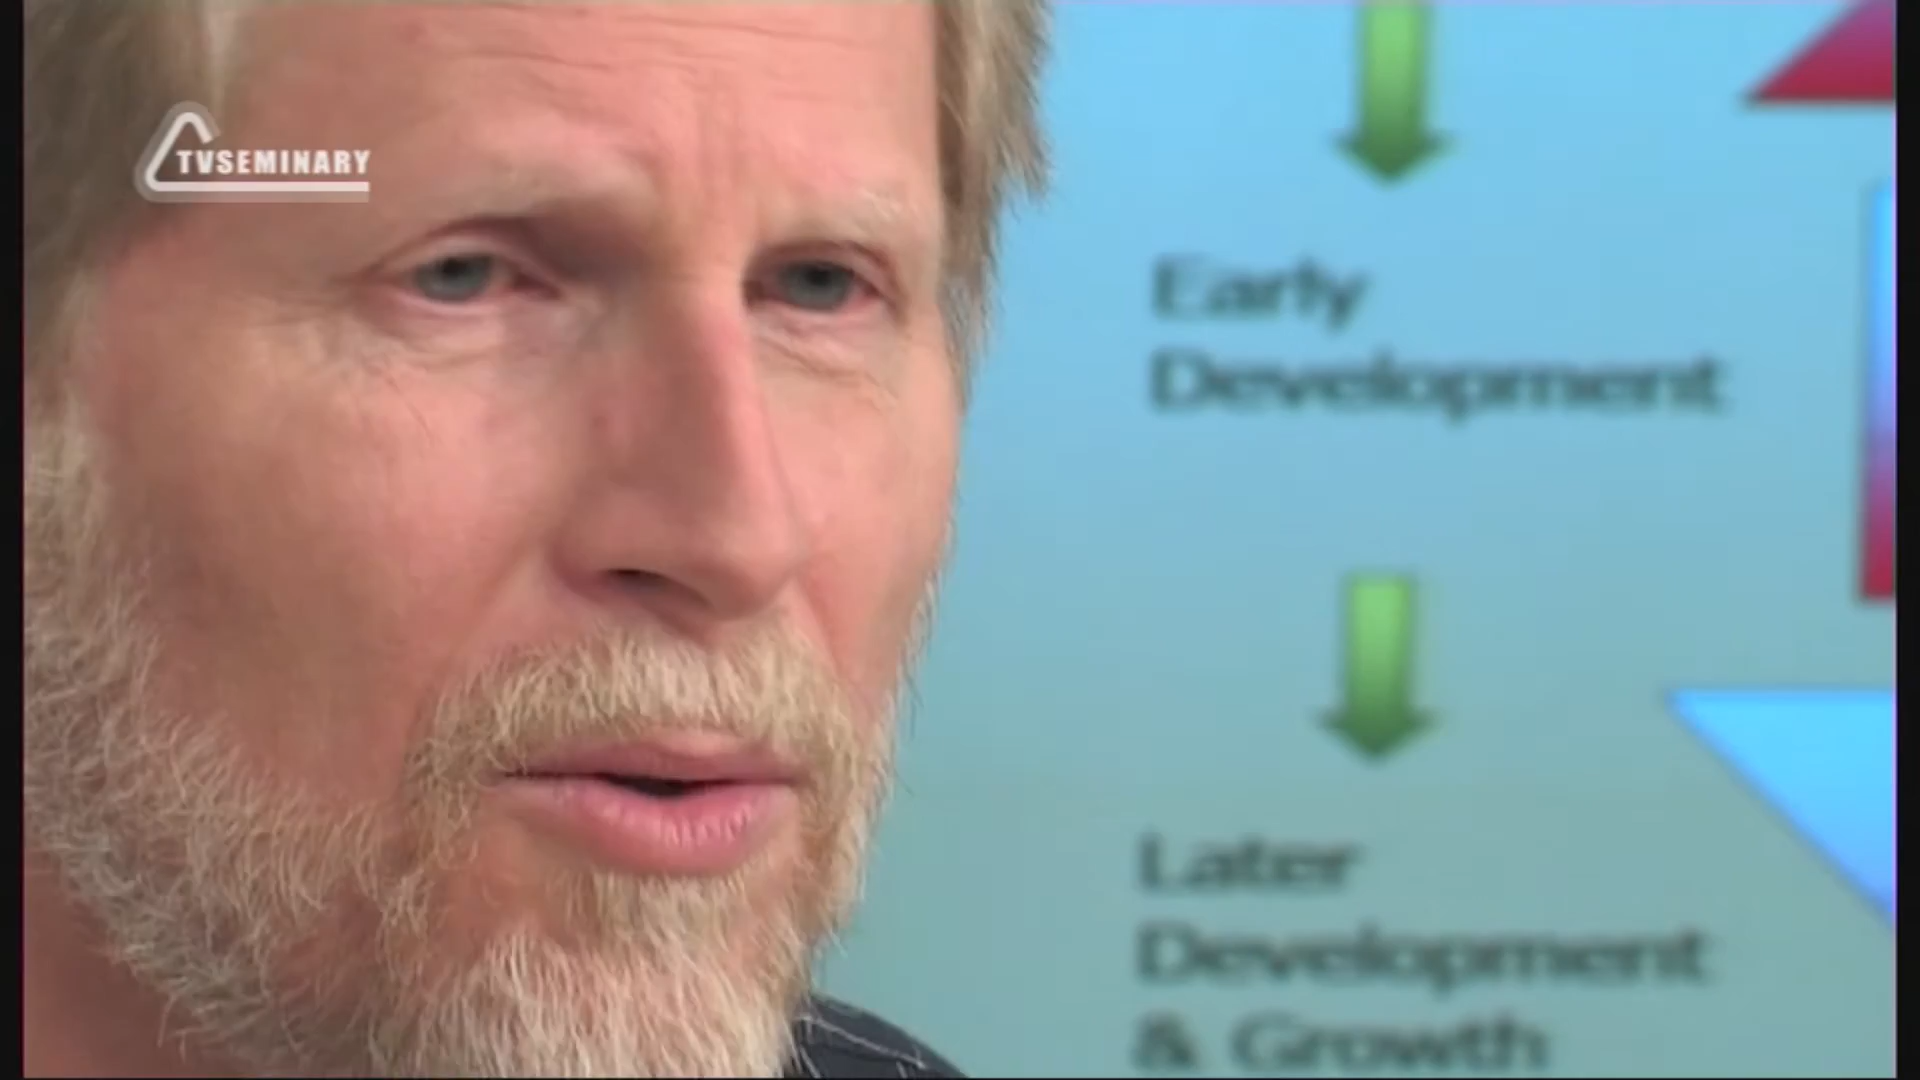 TVSEMINARY
Early
Development
Later
Development
& Growth